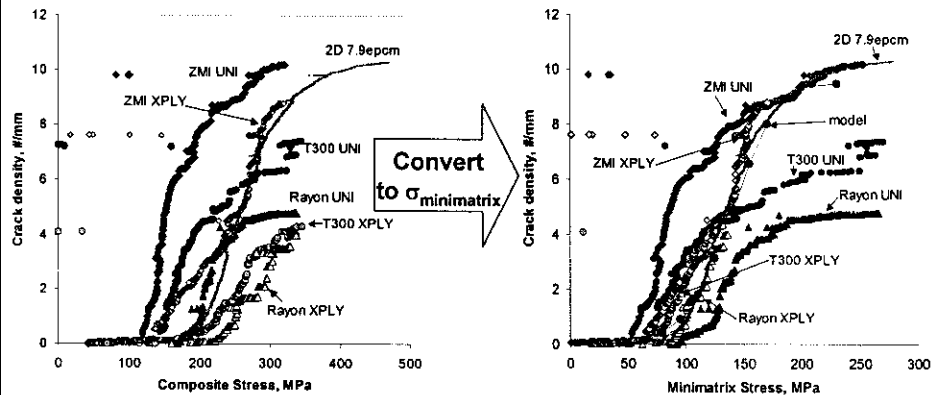 12
10
8
6
4
2
0
Crack density, #/mm
0
100
200
300
400
500
Composite Stress, MPa
2D 7.9epcm
ZMI UNI
ZMI XPLY
T300 UNI
Rayon UNI
T300 XPLY
Rayon XPLY
Convert
to σminimatrix
12
10
8
6
4
2
0
Crack density, #/mm
0
50
100
150
200
250
300
Minimatrix Stress, MPa
2D 7.9epcm
ZMI UNI
model
ZMI XPLY
T300 UNI
Rayon UNI
T300 XPLY
Rayon XPLY